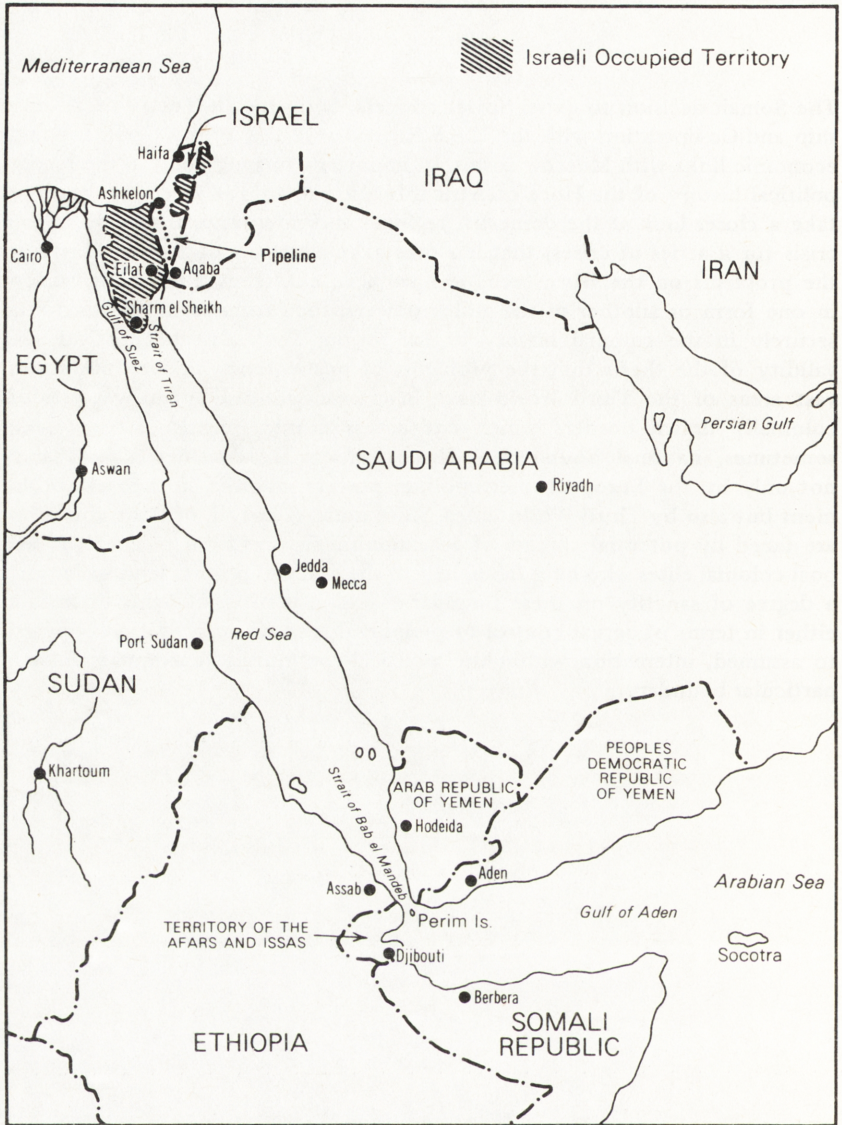 Mediterranean Sea
Israeli Occupied Territory
ISRAEL
Haifa
IRAQ
Ashkelon
Cairo
Pipeline
Eilat
Aqaba
IRAN
Sharm el Sheikh
Gulf of Suez
Strait of Tiran
EGYPT
Persian Gulf
SAUDI ARABIA
Aswan
Riyadh
Jedda
Mecca
Red Sea
Port Sudan
SUDAN
Khartoum
Strait of Bab el Mandeb
ARAB REPUBLIC
OF YEMEN
PEOPLES
DEMOCRATIC
REPUBLIC
OF YEMEN
Hodeida
Assab
Aden
Arabian Sea
Perim Is.
Gulf of Aden
TERRITORY OF THE
AFARS AND ISSAS
Djibouti
Socotra
Berbera
ETHIOPIA
SOMALI
REPUBLIC